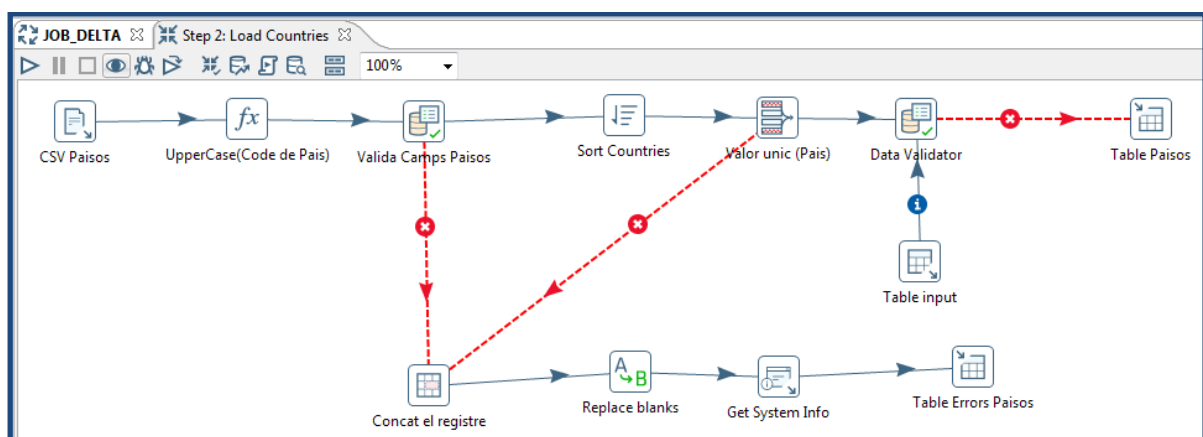 JOB_DELTA
Step 2: Load Countries
100%
CSV Paisos
fx
UpperCase(Code de Pais)
Valida Camps Paisos
Sort Countries
Valor unic (Pais)
Data Validator
Table Paisos
i
Table input
Concat el registre
A
B
Replace blanks
Get System Info
Table Errors Paisos